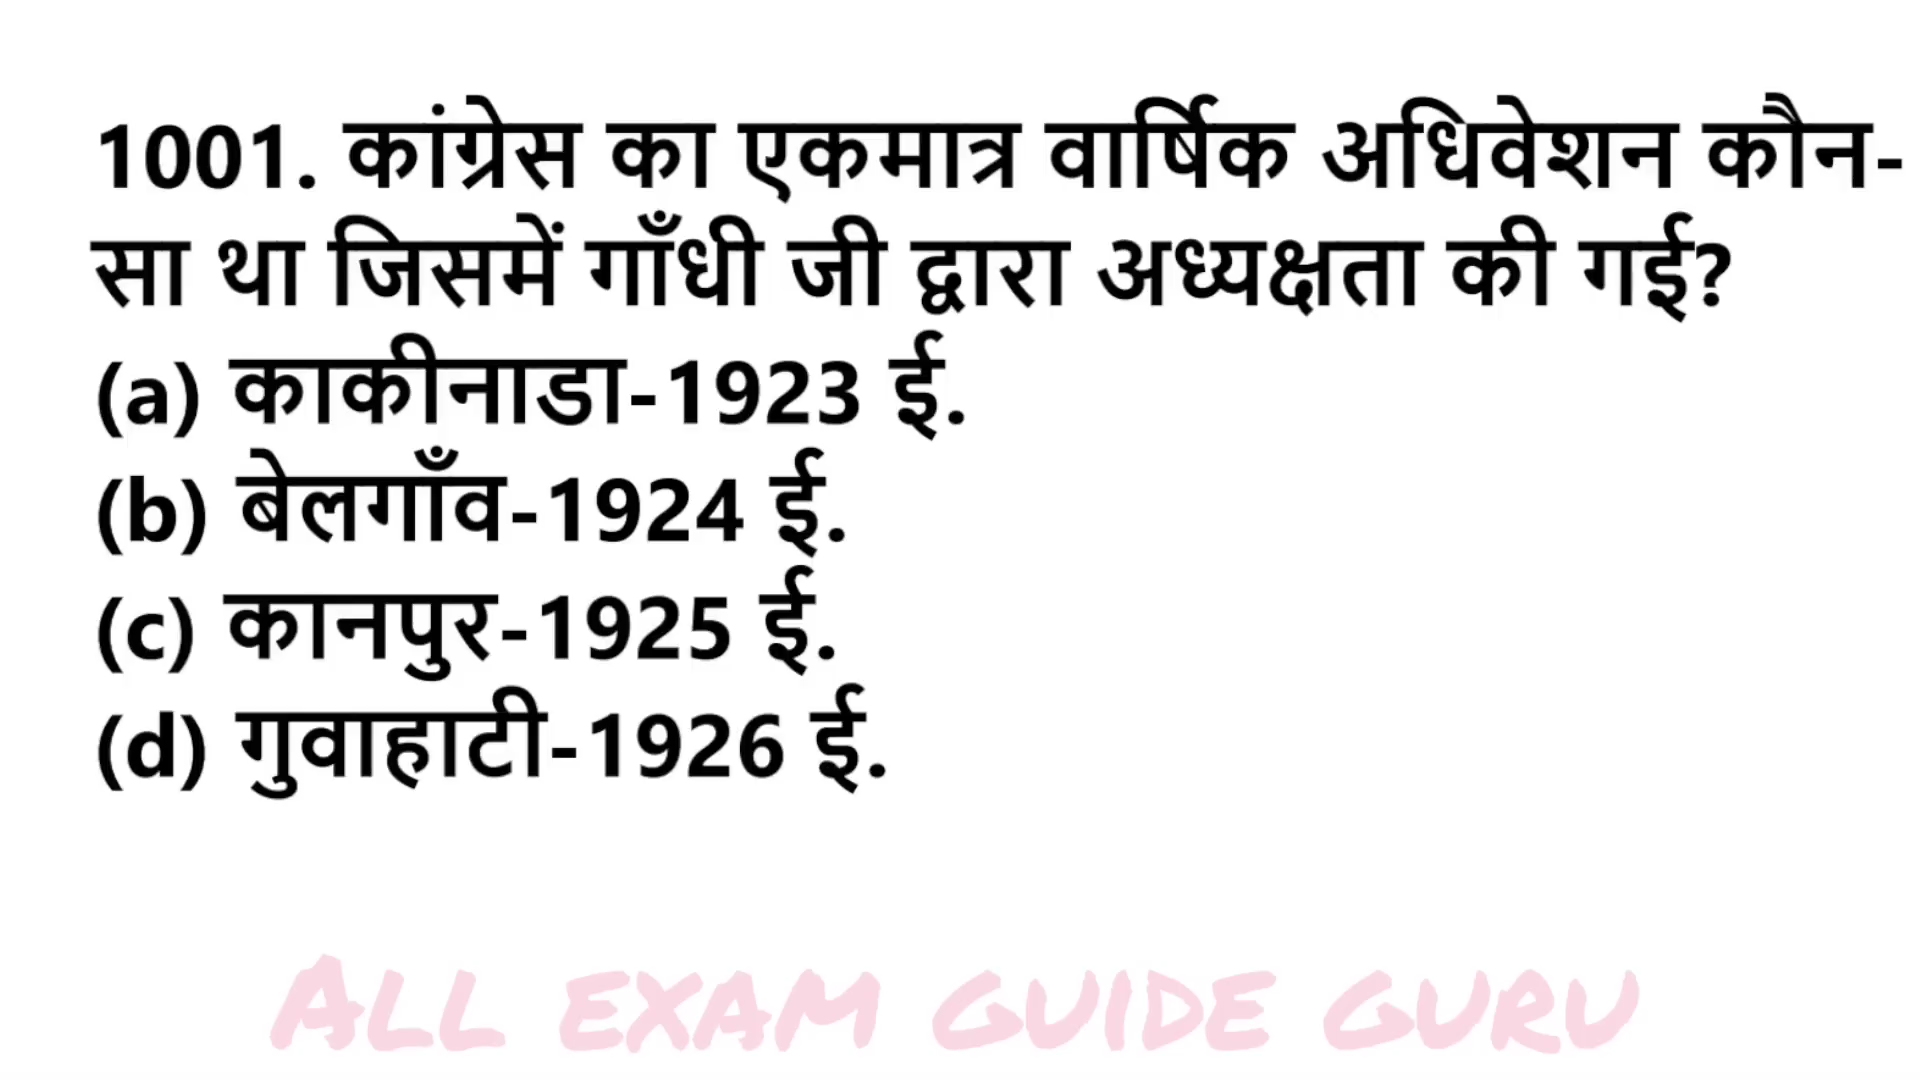 1001. कांग्रेस का एकमात्र वार्षिक अधिवेशन कौन-
सा था जिसमें गाँधी जी द्वारा अध्यक्षता की गई?
(a) काकीनाडा-1923 ई.
(b) बेलगाँव-1924 ई.
(c) कानपुर-1925 ई.
(d) गुवाहाटी-1926 ई.
ALL EXAM GUIDE GURU